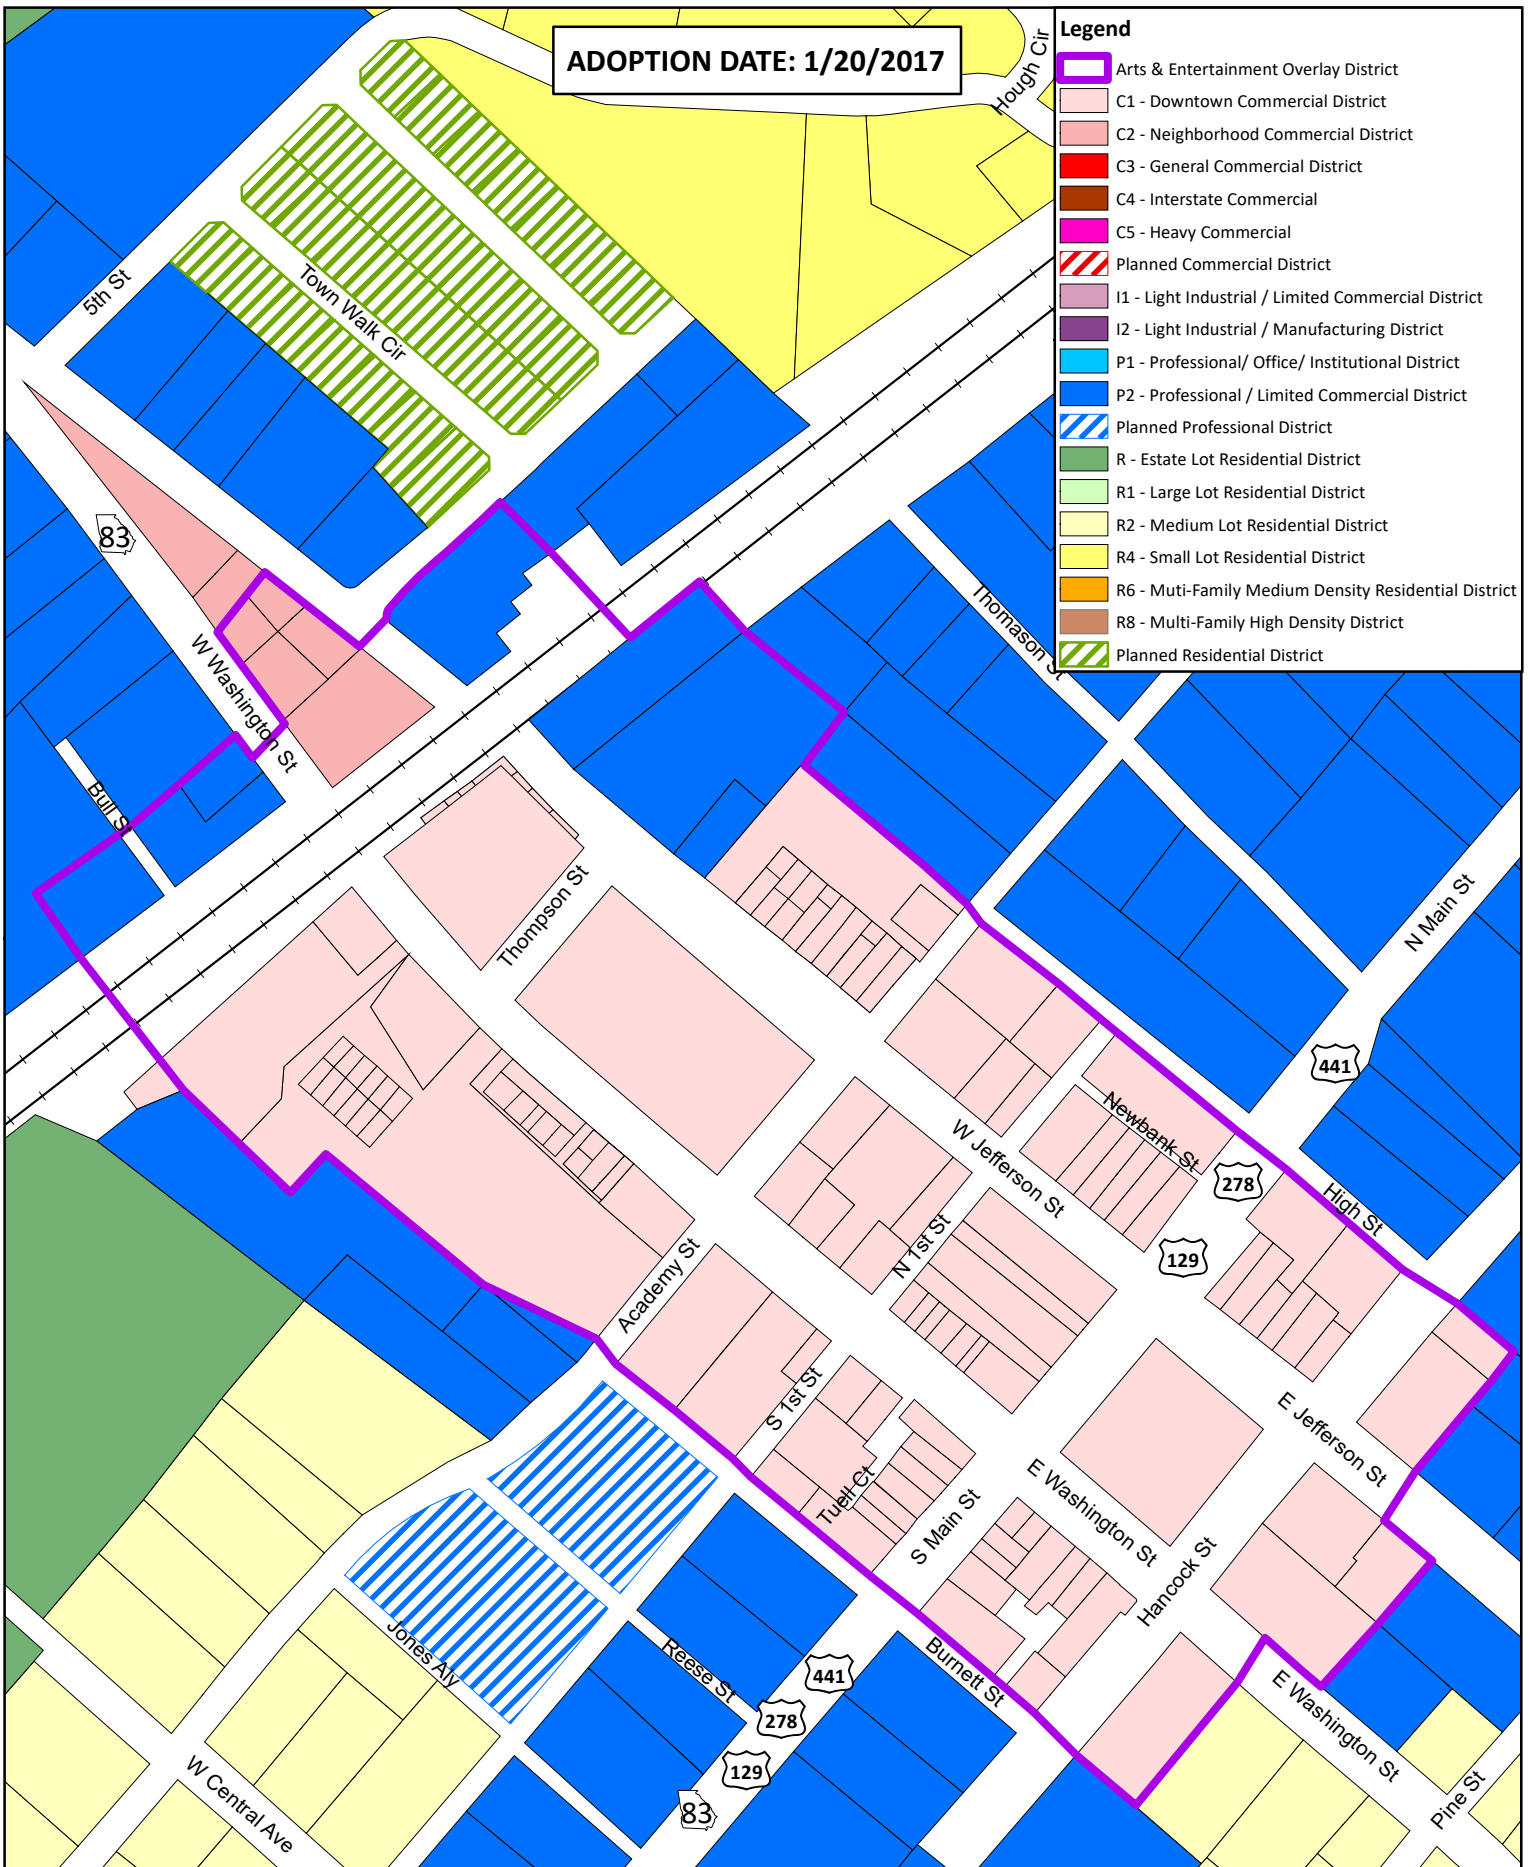 ADOPTION DATE: 1/20/2017
Legend
Arts & Entertainment Overlay District
C1 - Downtown Commercial District
C2 - Neighborhood Commercial District
C3 - General Commercial District
C4 - Interstate Commercial
C5 - Heavy Commercial
Planned Commercial District
I1 - Light Industrial / Limited Commercial District
I2 - Light Industrial / Manufacturing District
P1 - Professional/ Office/ Institutional District
P2 - Professional / Limited Commercial District
Planned Professional District
R - Estate Lot Residential District
R1 - Large Lot Residential District
R2 - Medium Lot Residential District
R4 - Small Lot Residential District
R6 - Muti-Family Medium Density Residential District
R8 - Multi-Family High Density District
Planned Residential District
Hough Cir
5th St
Town Walk Cir
83
Thomason St
W Washington St
Bull St
Thompson St
N Main St
441
Newbank St
W Jefferson St
278
High St
129
N 1st St
Academy St
S 1st St
E Jefferson St
Tuell Ct
S Main St
E Washington St
Hancock St
Jones Aly
Reese St
Burnett St
441
278
129
83
E Washington St
Pine St
W Central Ave